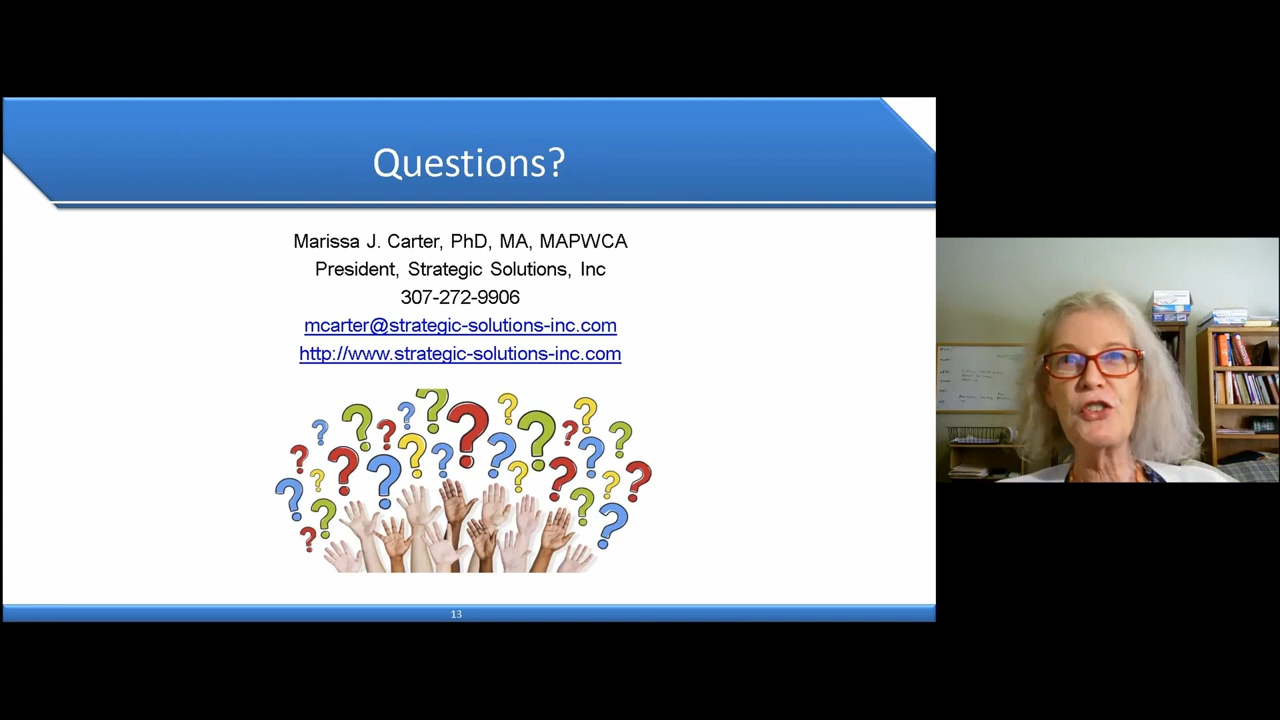 Questions?
Marissa J. Carter, PhD, MA, MAPWCA
President, Strategic Solutions, Inc
307-272-9906
mcarter@strategic-solutions-inc.com
http://www.strategic-solutions-inc.com
13